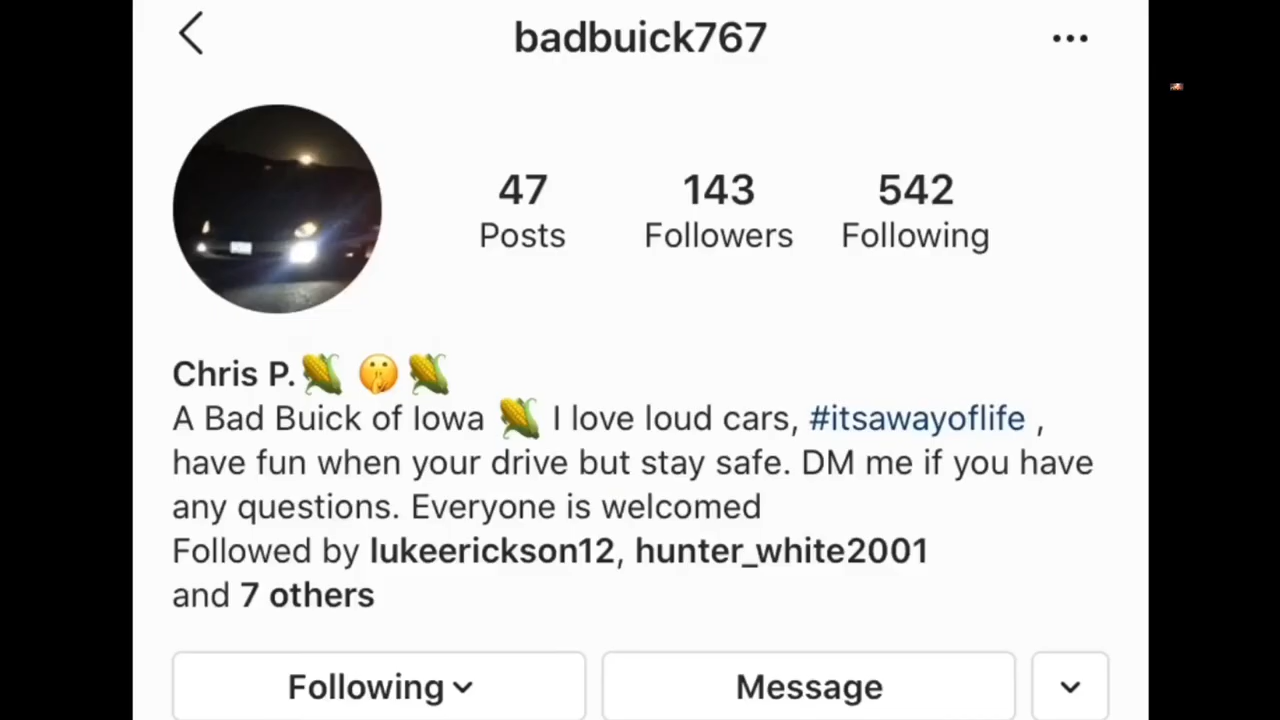 badbuick767
47 143 542
Posts Followers Following
Chris P.🌽 🤫 🌽
A Bad Buick of Iowa 🌽 I love loud cars, #itsawayoflife ,
have fun when your drive but stay safe. DM me if you have
any questions. Everyone is welcomed
Followed by lukeerickson12, hunter_white2001
and 7 others
Following Message